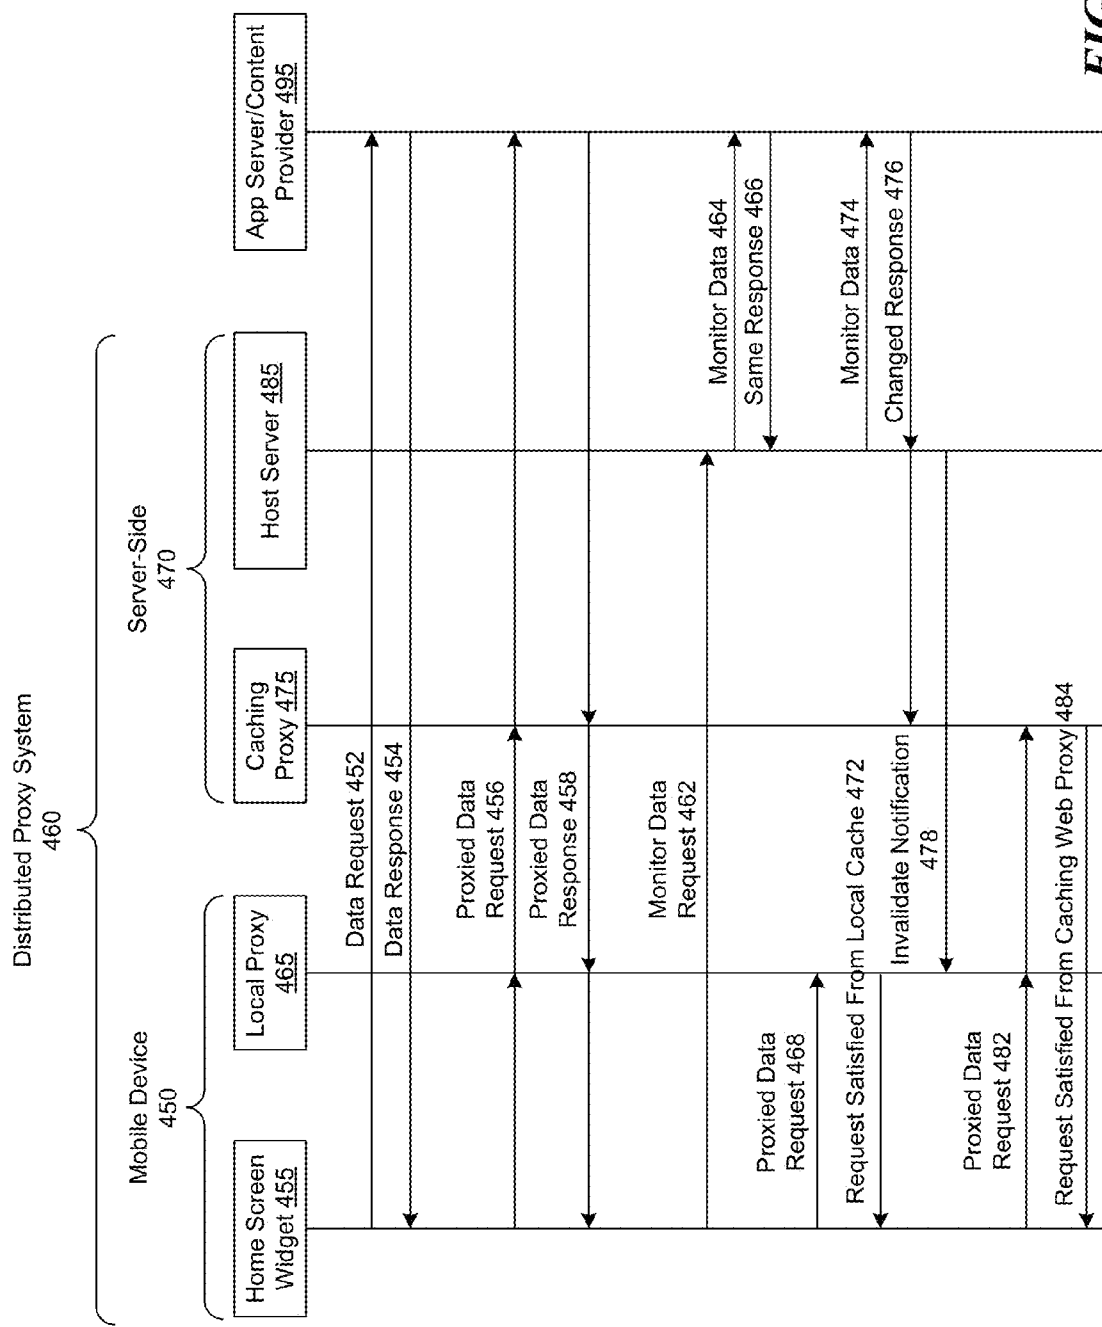 Distributed Proxy System
460
Mobile Device
450
Server-Side
470
Home Screen
Widget 455
Local Proxy
465
Caching
Proxy 475
Host Server 485
App Server/Content
Provider 495
Data Request 452
Data Response 454
Proxied Data
Request 456
Proxied Data
Response 458
Monitor Data
Request 462
Monitor Data 464
Same Response 466
Proxied Data
Request 468
Request Satisfied From Local Cache 472
Monitor Data 474
Changed Response 476
Invalidate Notification
478
Proxied Data
Request 482
Request Satisfied From Caching Web Proxy 484